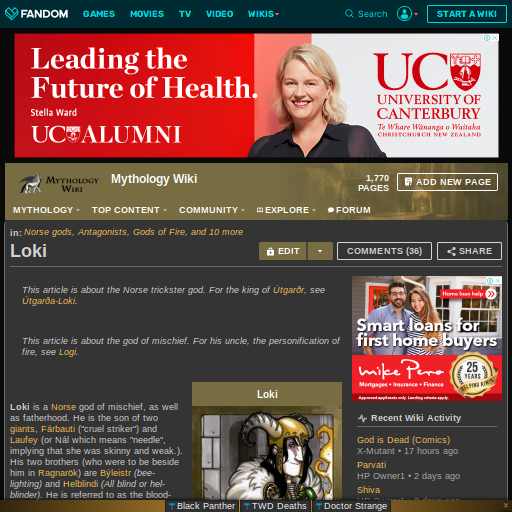 FANDOM GAMES MOVIES TV VIDEO WIKIS Search START A WIKI
Leading the
Future of Health.
Stella Ward
UC ALUMNI
UC
UNIVERSITY OF
CANTERBURY
Te Whare Wānanga o Waitaha
CHRISTCHURCH NEW ZEALAND
MYTHOLOGY
WIKI
Mythology Wiki
1,770
PAGES
ADD NEW PAGE
MYTHOLOGY TOP CONTENT COMMUNITY EXPLORE FORUM
in: Norse gods, Antagonists, Gods of Fire, and 10 more
Loki
EDIT COMMENTS (36) SHARE
This article is about the Norse trickster god. For the king of Útgarðr, see
Útgarða-Loki.
This article is about the god of mischief. For his uncle, the personification of
fire, see Logi.
Home loan help
Smart loans for
first home buyers
mike Pero
Mortgages • Insurance • Finance
25
YEARS
HELPING KIWIS
Loki
Loki is a Norse god of mischief, as well
as fatherhood. He is the son of two
giants, Fárbauti ("cruel striker") and
Laufey (or Nál which means "needle",
implying that she was skinny and weak.).
His two brothers (who were to be beside
him in Ragnarök) are Býleistr (bee-
lighting) and Helblindi (All blind or hel-
blinder). He is referred to as the blood-
Recent Wiki Activity
God is Dead (Comics)
X-Mutant • 17 hours ago
Parvati
HP Owner1 • 2 days ago
Shiva
HP Owner1 • 2 days ago
Black Panther TWD Deaths Doctor Strange